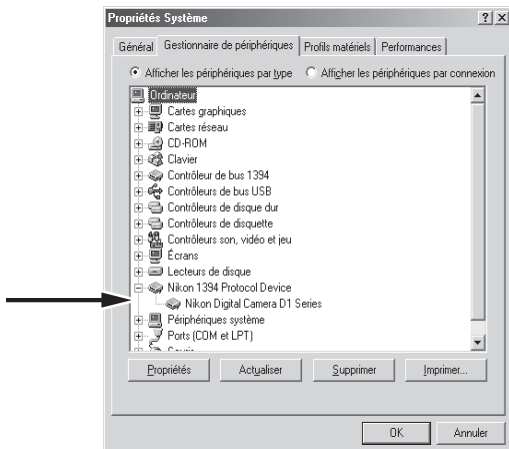 Propriétés Système
Général Gestionnaire de périphériques Profils matériels Performances
Afficher les périphériques par type Afficher les périphériques par connexion
Ordinateur
Cartes graphiques
Cartes réseau
CD-ROM
Clavier
Contrôleur de bus 1394
Contrôleurs de bus USB
Contrôleurs de disque dur
Contrôleurs de disquette
Contrôleurs son, vidéo et jeu
Écrans
Lecteurs de disque
Nikon 1394 Protocol Device
Nikon Digital Camera D1 Series
Périphériques système
Ports (COM et LPT)
Propriétés Actualiser Supprimer Imprimer...
OK Annuler